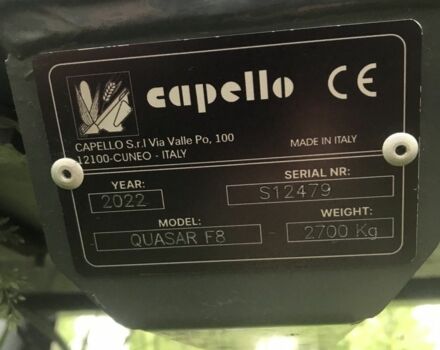 capello CE
CAPELLO S.r.l Via Valle Po, 100
12100-CUNEO - ITALY
MADE IN ITALY
YEAR:
2022
SERIAL NR:
S12479
MODEL:
QUASAR F8
WEIGHT:
2700 Kg